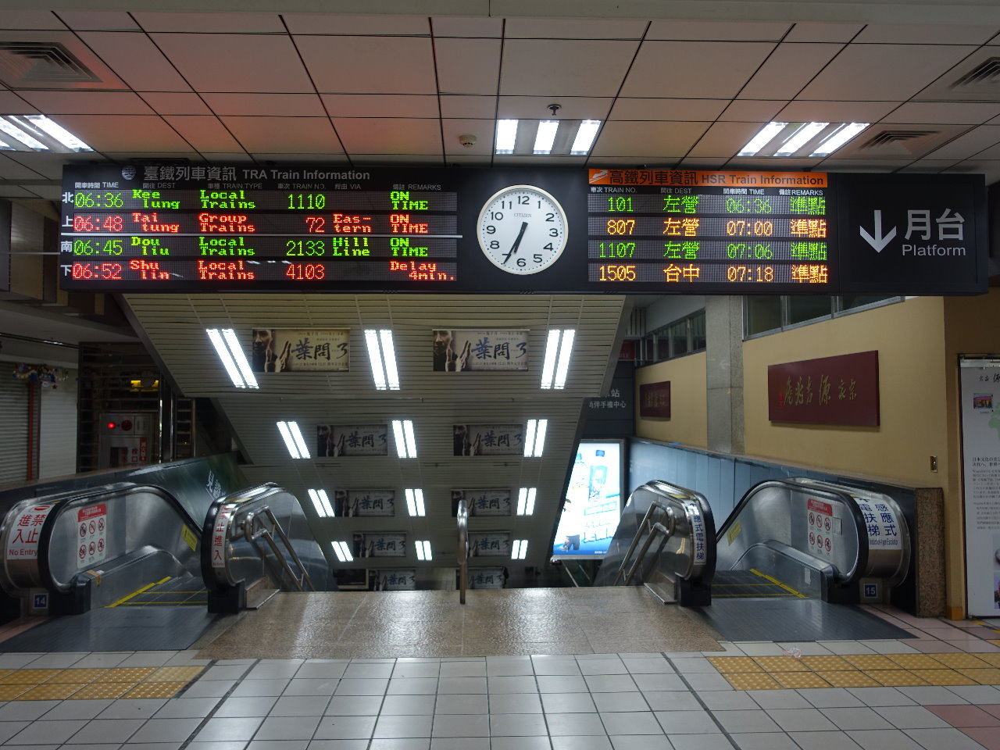 臺鐵列車資訊 TRA Train Information
開車時間 TIME 開往 DEST 車種 TRAIN TYPE 車次 TRAIN NO. 經由 VIA 備註 REMARKS
北上
06:36 Kee lung Local Trains 1110 ON TIME
06:48 Tai tung Group Trains 72 Eas- tern ON TIME
南下
06:45 Dou liu Local Trains 2133 Hill Line ON TIME
06:52 Shu lin Local Trains 4103 Delay 4min.
12 1 2 3 4 5 6 7 8 9 10 11
CITIZEN
高鐵列車資訊 HSR Train Information
車次 TRAIN NO. 開往 DEST 開車時間 TIME 備註 REMARKS
101 左營 06:36 準點
807 左營 07:00 準點
1107 左營 07:06 準點
1505 台中 07:18 準點
月台
Platform
葉問3
葉問3
葉問3
葉問3
葉問3
葉問3
葉問3
葉問3
葉問3
葉問3
尚伴手禮中心
進禁
入止
No Entry
禁止進入
14
感應式電扶梯
電感
扶應
梯式
Induction-type Escalator
15